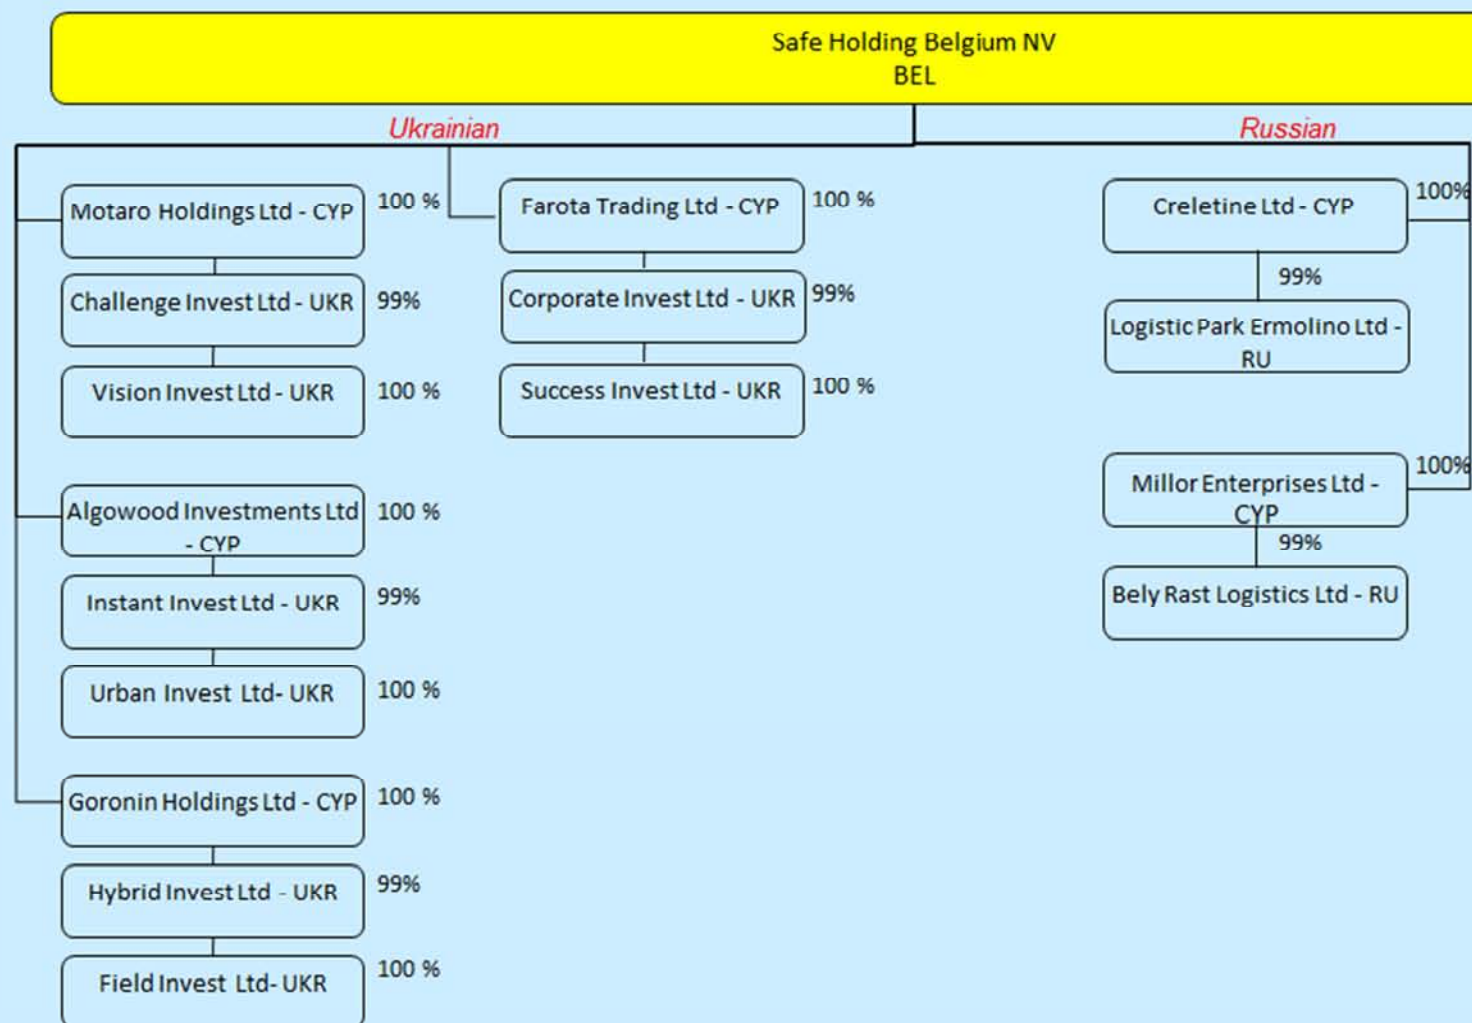 Safe Holding Belgium NV
BEL
Ukrainian
Russian
Motaro Holdings Ltd - CYP
100 %
Challenge Invest Ltd - UKR
99%
Vision Invest Ltd - UKR
100 %
Algowood Investments Ltd
- CYP
100 %
Instant Invest Ltd - UKR
99%
Urban Invest Ltd- UKR
100 %
Goronin Holdings Ltd - CYP
100 %
Hybrid Invest Ltd - UKR
99%
Field Invest Ltd- UKR
100 %
Farota Trading Ltd - CYP
100 %
Corporate Invest Ltd - UKR
99%
Success Invest Ltd - UKR
100 %
Creletine Ltd - CYP
100%
99%
Logistic Park Ermolino Ltd -
RU
Millor Enterprises Ltd -
CYP
100%
99%
Bely Rast Logistics Ltd - RU